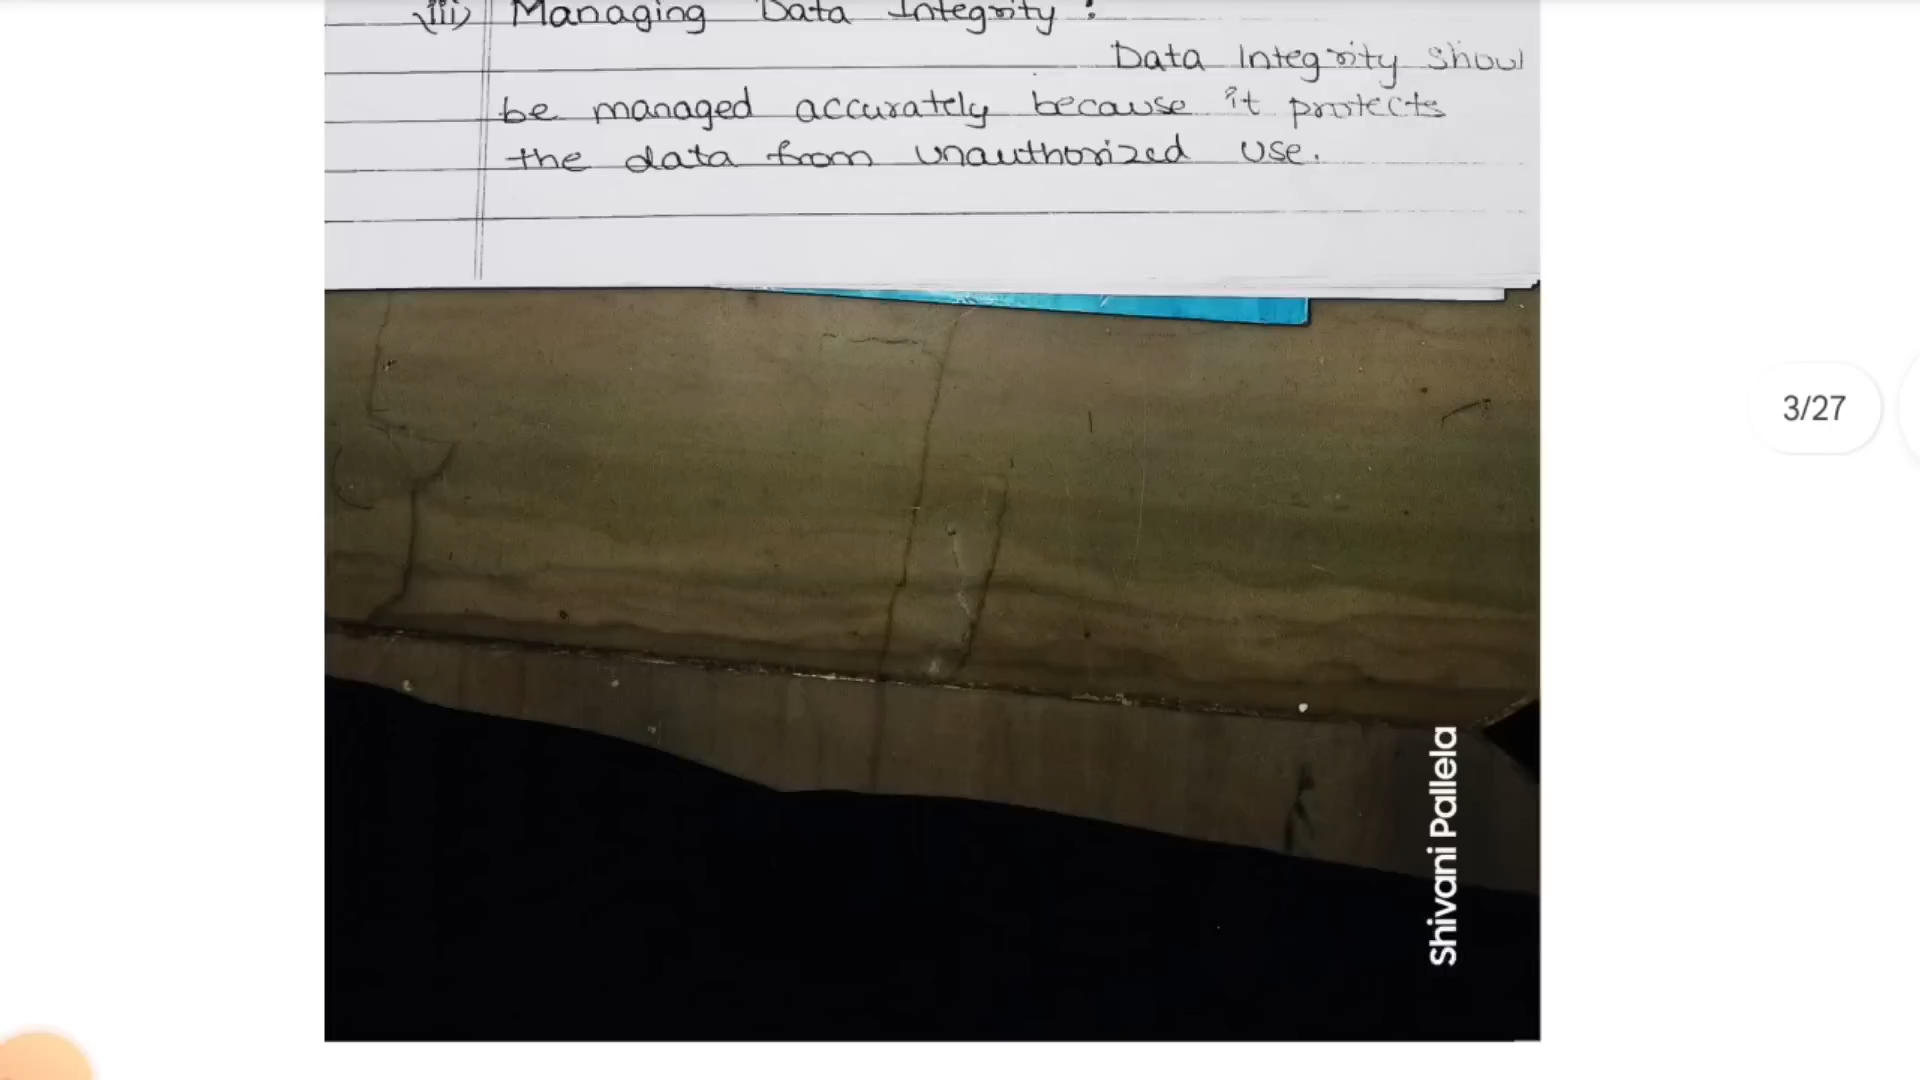 (iii) Managing Data Integrity :
Data Integrity shoul
be managed accurately because it protects
the data from unauthorized use.
3/27
Shivani Pallela